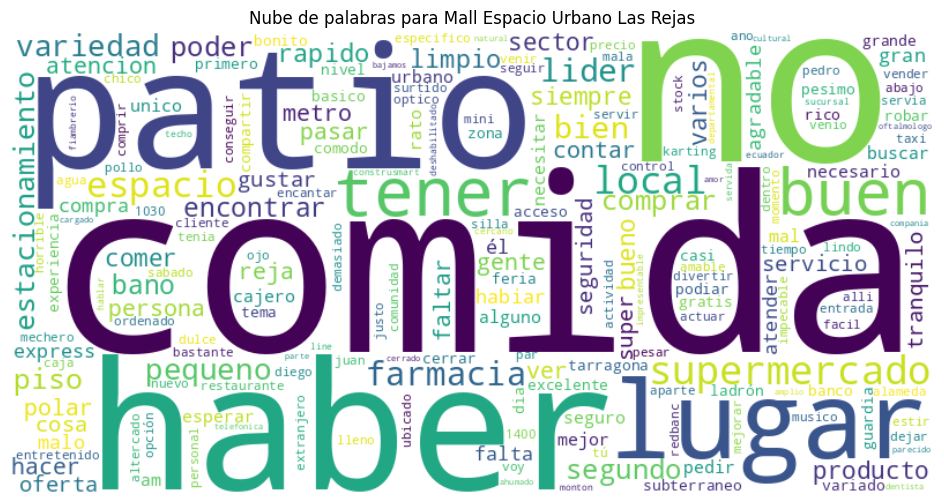 Nube de palabras para Mall Espacio Urbano Las Rejas
variedad poder rapido bonito especifico natural venir sector precio mala ano cultural grande
atencion primero nivel limpio urbano seguir lider varios stock departamental agradable pedro gran vender abajo
chico unico compartir basico surtido optico siempre espacio pesimo sucursal servia
patio no
estacionamiento fiambrerio comprir techo conseguir metro pasar comodo rato deshabilitado mini zona servir bien contar karting rico venio robar oftalmologo taxi buscar
pollo construsmart necesitar control ecuador amor servida dentro momento necesario
agua espacio gustar encantar tener local comprar buen
horrible experiencia compra 1030 encontrar cargado cliente tenia acceso silla cercano él seguridad compania
comida
comer ojo demasiado gente feria casi amable divertir podiar gratis actuar impresentable mal tiempo lindo servicio tranquilo
bano sabado reja cajero tema justo comunidad faltar habiar alguno actividad super bueno atender impecable alli entrada facil
hablar persona ordenado mechero dulce line cerrado par tarragona pesar
express caja bastante parte juan cerrar
piso nuevo pequeno restaurante diego farmacia ver excelente supermercado
polar cosa malo alteracado opción esperar telefonica personal extranjero lleno ubicado dia seguro aparte ladrón banco amplio alameda
haber lugar
entretenido hacer oferta am ahumado monton 1400 voy falta mejor tú segundo pedir subterraneo redbanc mejorar musico variado guardia estir dejar parecido producto dentista bajamos